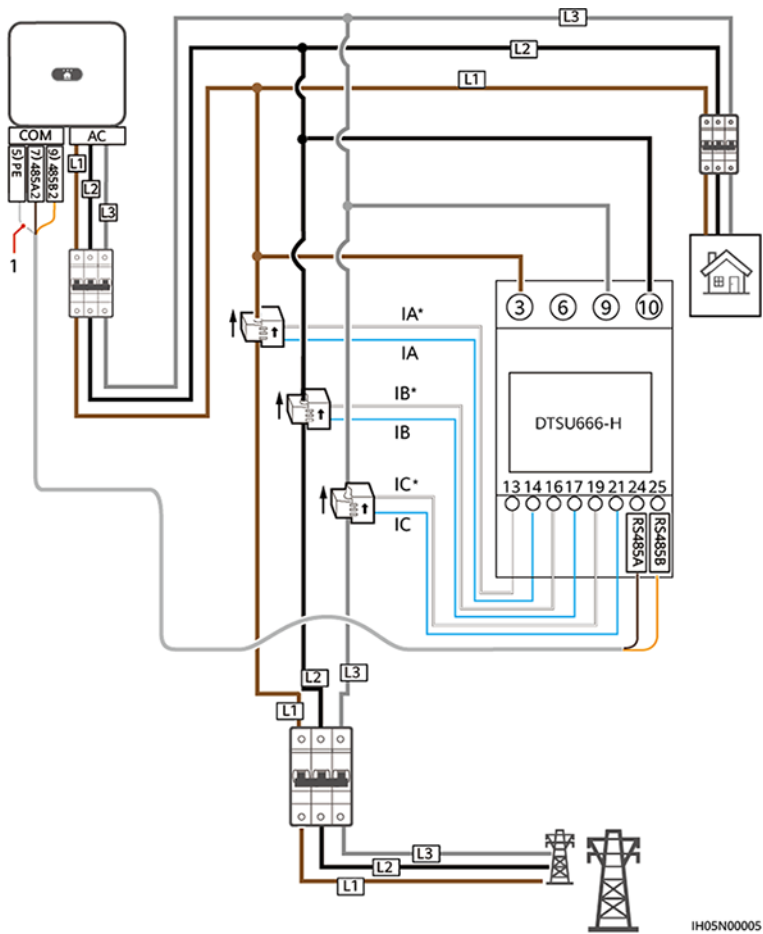 L3
L2
L1
COM
AC
5) PE
7) 485A2
9) 485B2
L1
L2
L3
1
3
6
9
10
IA*
IA
IB*
IB
IC*
IC
DTSU666-H
13 14 16 17 19 21 24 25
RS485A
RS485B
L2
L3
L1
L3
L2
L1
IH05N00005